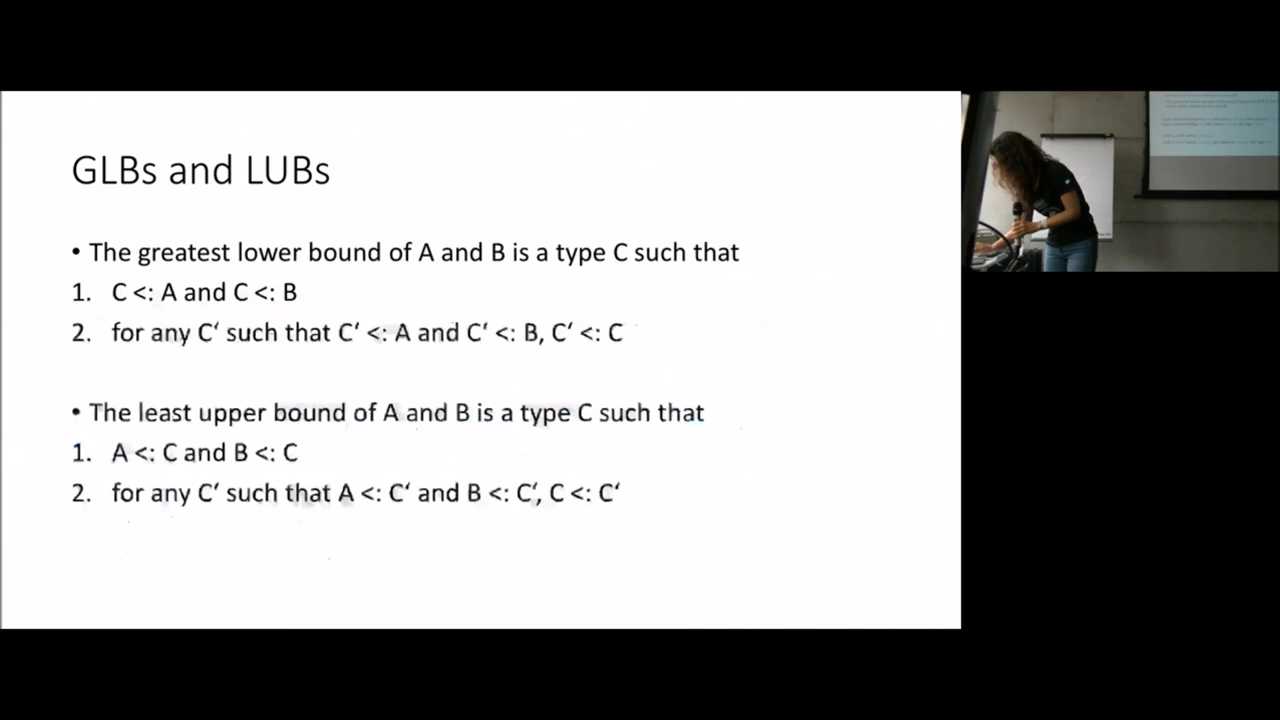 GLBs and LUBs
• The greatest lower bound of A and B is a type C such that
1. C <: A and C <: B
2. for any C‘ such that C‘ <: A and C‘ <: B, C‘ <: C
• The least upper bound of A and B is a type C such that
1. A <: C and B <: C
2. for any C‘ such that A <: C‘ and B <: C‘, C <: C‘